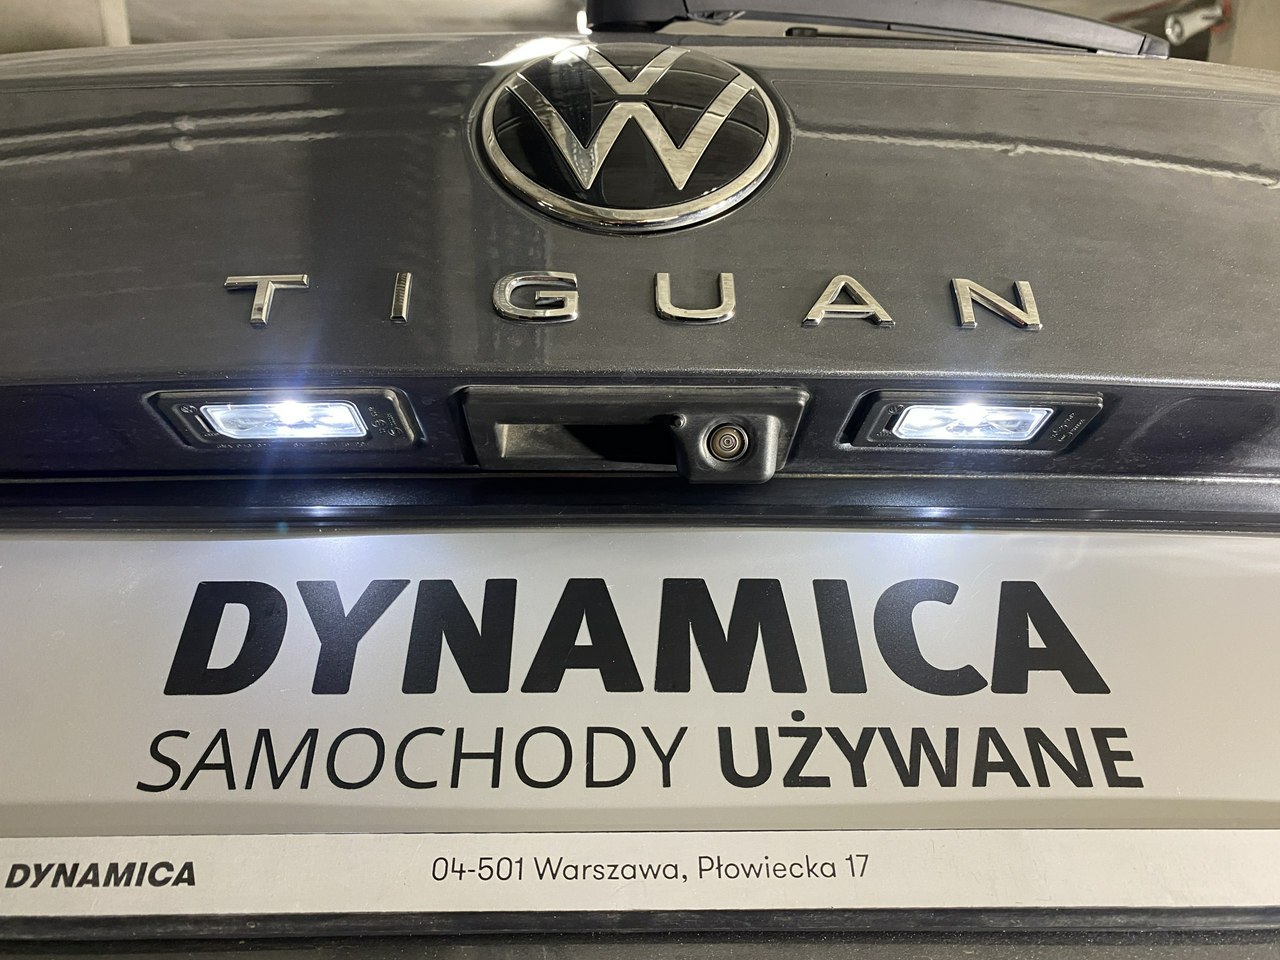 TIGUAN
DYNAMICA
SAMOCHODY UŻYWANE
DYNAMICA 04-501 Warszawa, Płowiecka 17